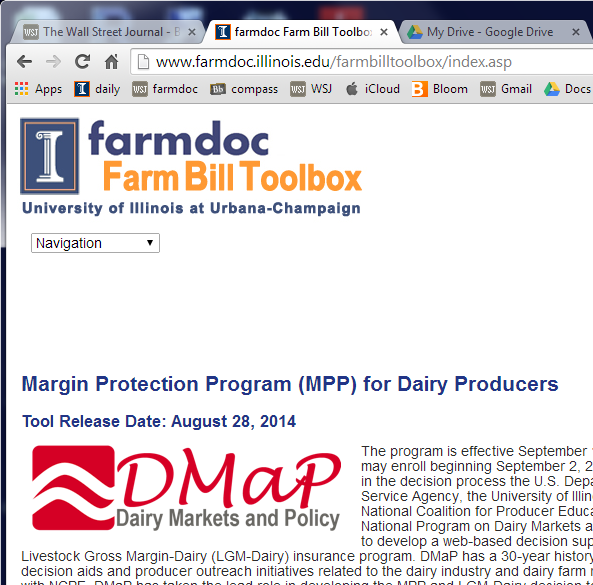 The Wall Street Journal - B
farmdoc Farm Bill Toolbo
My Drive - Google Drive
www.farmdoc.illinois.edu/farmbilltoolbox/index.asp
Apps daily WSJ farmdoc Bb compass WSJ WSJ iCloud B Bloom WSJ Gmail Docs
I farmdoc
Farm Bill Toolbox
University of Illinois at Urbana-Champaign
Navigation
Margin Protection Program (MPP) for Dairy Producers
Tool Release Date: August 28, 2014
DMaP
Dairy Markets and Policy
The program is effective September
may enroll beginning September 2, 2
in the decision process the U.S. Depa
Service Agency, the University of Illin
National Coalition for Producer Educa
National Program on Dairy Markets a
to develop a web-based decision sup
Livestock Gross Margin-Dairy (LGM-Dairy) insurance program. DMaP has a 30-year history
decision aids and producer outreach initiatives related to the dairy industry and dairy farm
with NCPE, DMaP has taken the lead role in developing the MPP and LGM-Dairy decision to